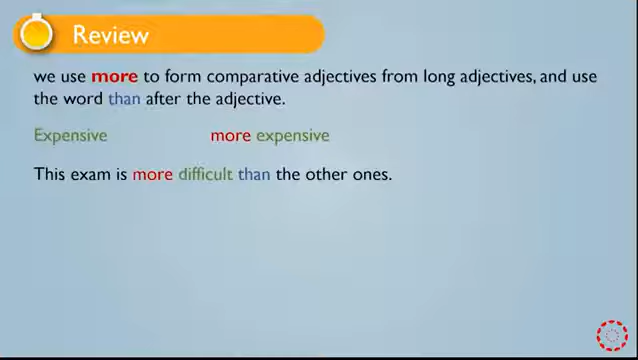 Review
we use more to form comparative adjectives from long adjectives, and use
the word than after the adjective.
Expensive more expensive
This exam is more difficult than the other ones.